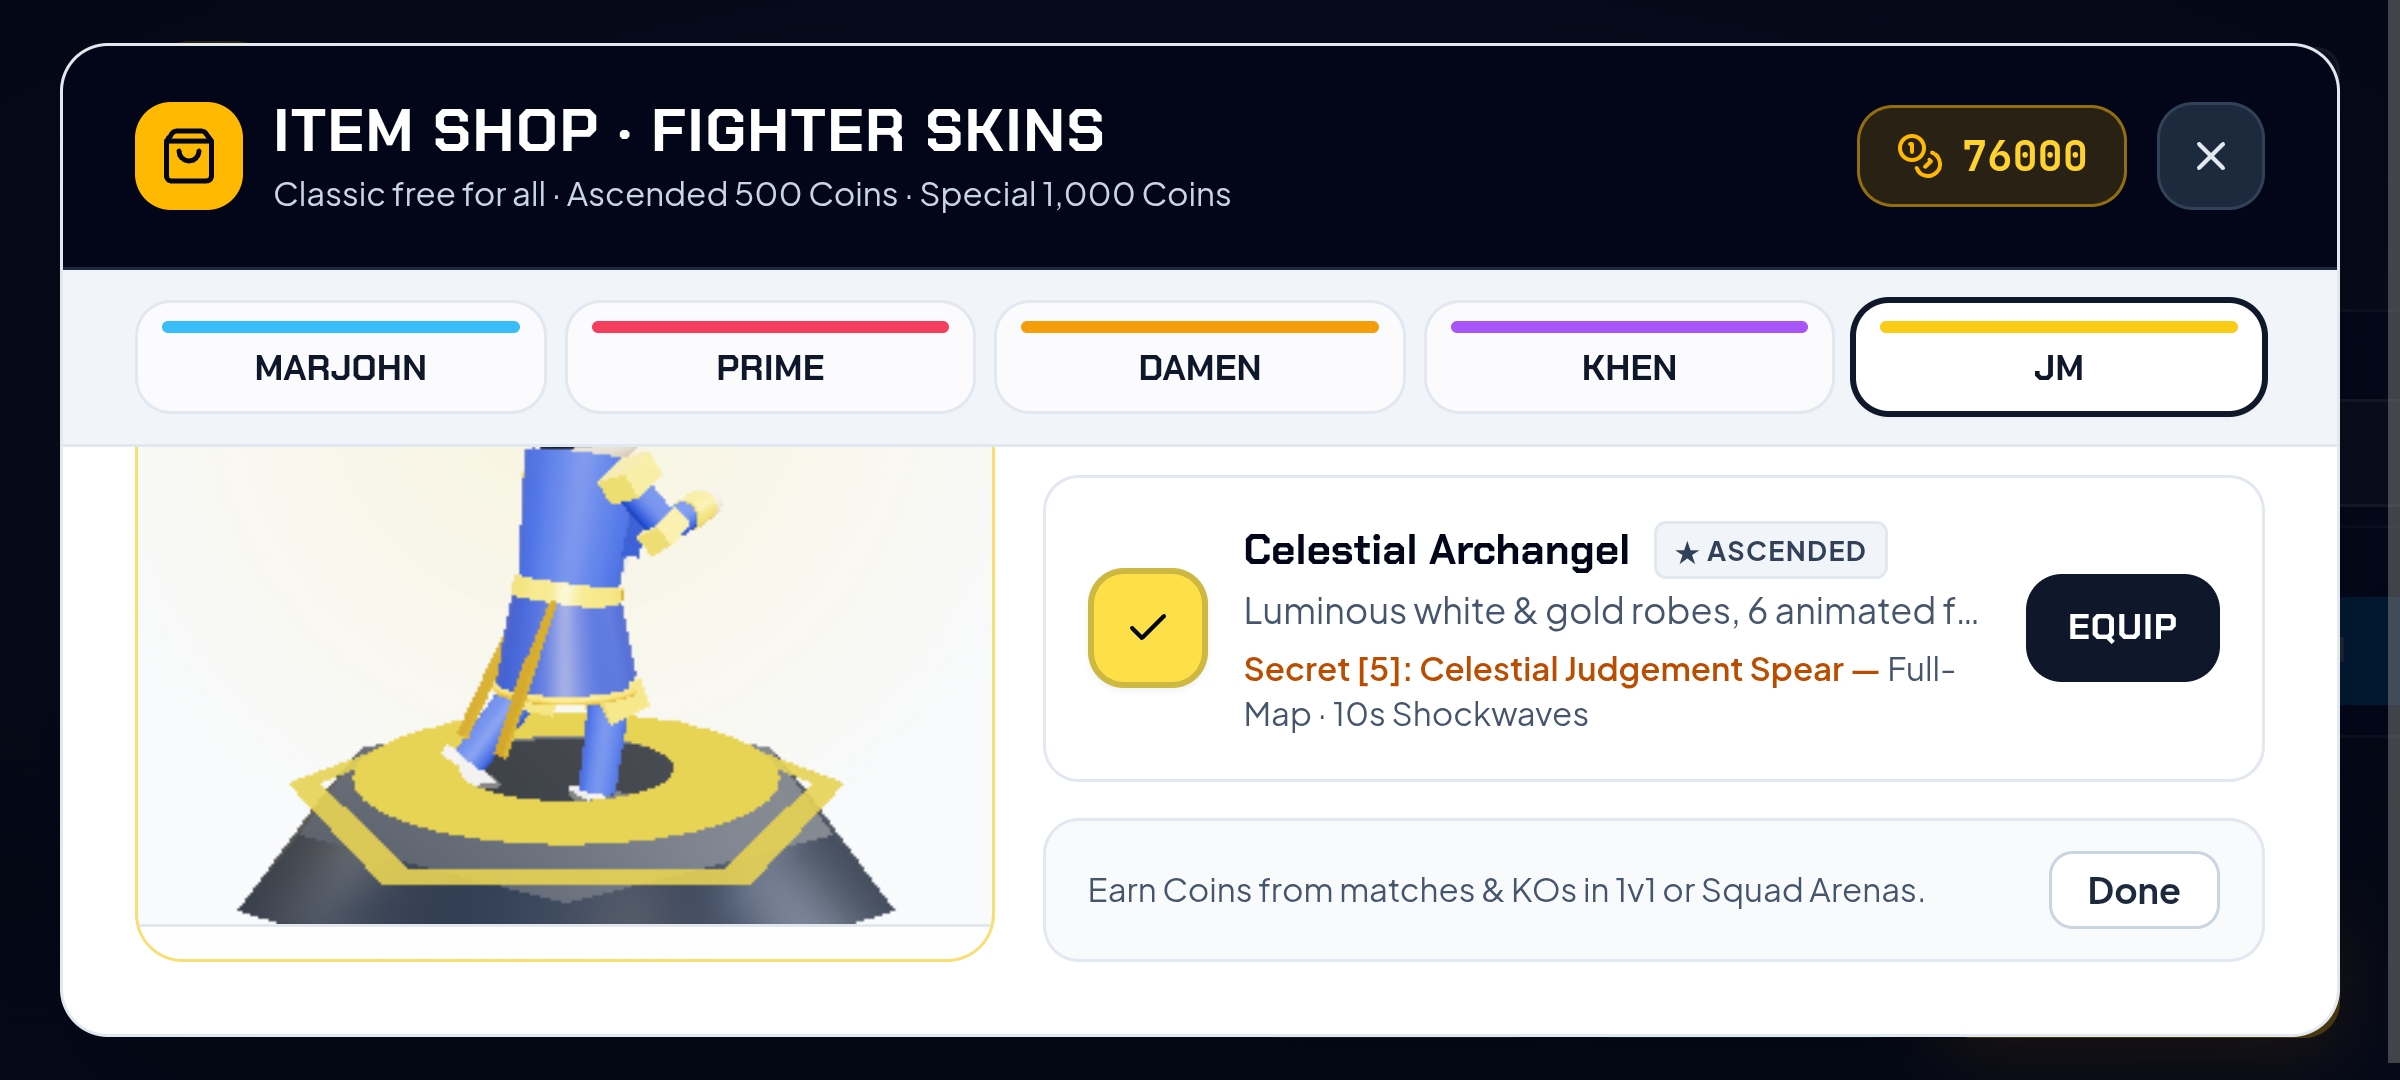 ITEM SHOP · FIGHTER SKINS
Classic free for all · Ascended 500 Coins · Special 1,000 Coins
76000
MARJOHN
PRIME
DAMEN
KHEN
JM
Celestial Archangel
★ ASCENDED
Luminous white & gold robes, 6 animated f...
Secret [5]: Celestial Judgement Spear — Full-
Map · 10s Shockwaves
EQUIP
Earn Coins from matches & KOs in 1v1 or Squad Arenas.
Done